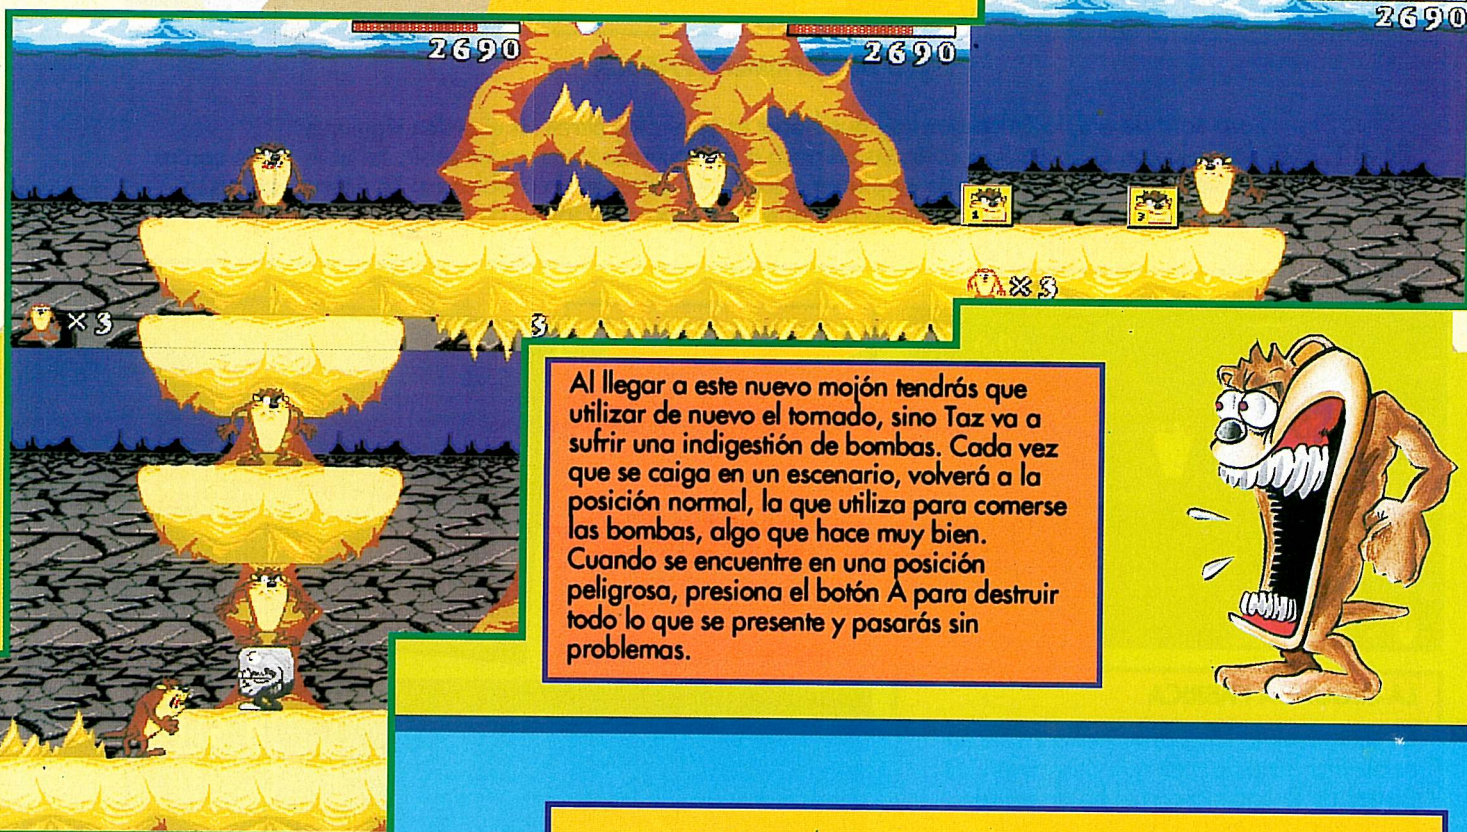 2690
2690
2690
1
2
× 3
× 3
3
Al llegar a este nuevo mojón tendrás que
utilizar de nuevo el tornado, sino Taz va a
sufrir una indigestión de bombas. Cada vez
que se caiga en un escenario, volverá a la
posición normal, la que utiliza para comerse
las bombas, algo que hace muy bien.
Cuando se encuentre en una posición
peligrosa, presiona el botón A para destruir
todo lo que se presente y pasarás sin
problemas.